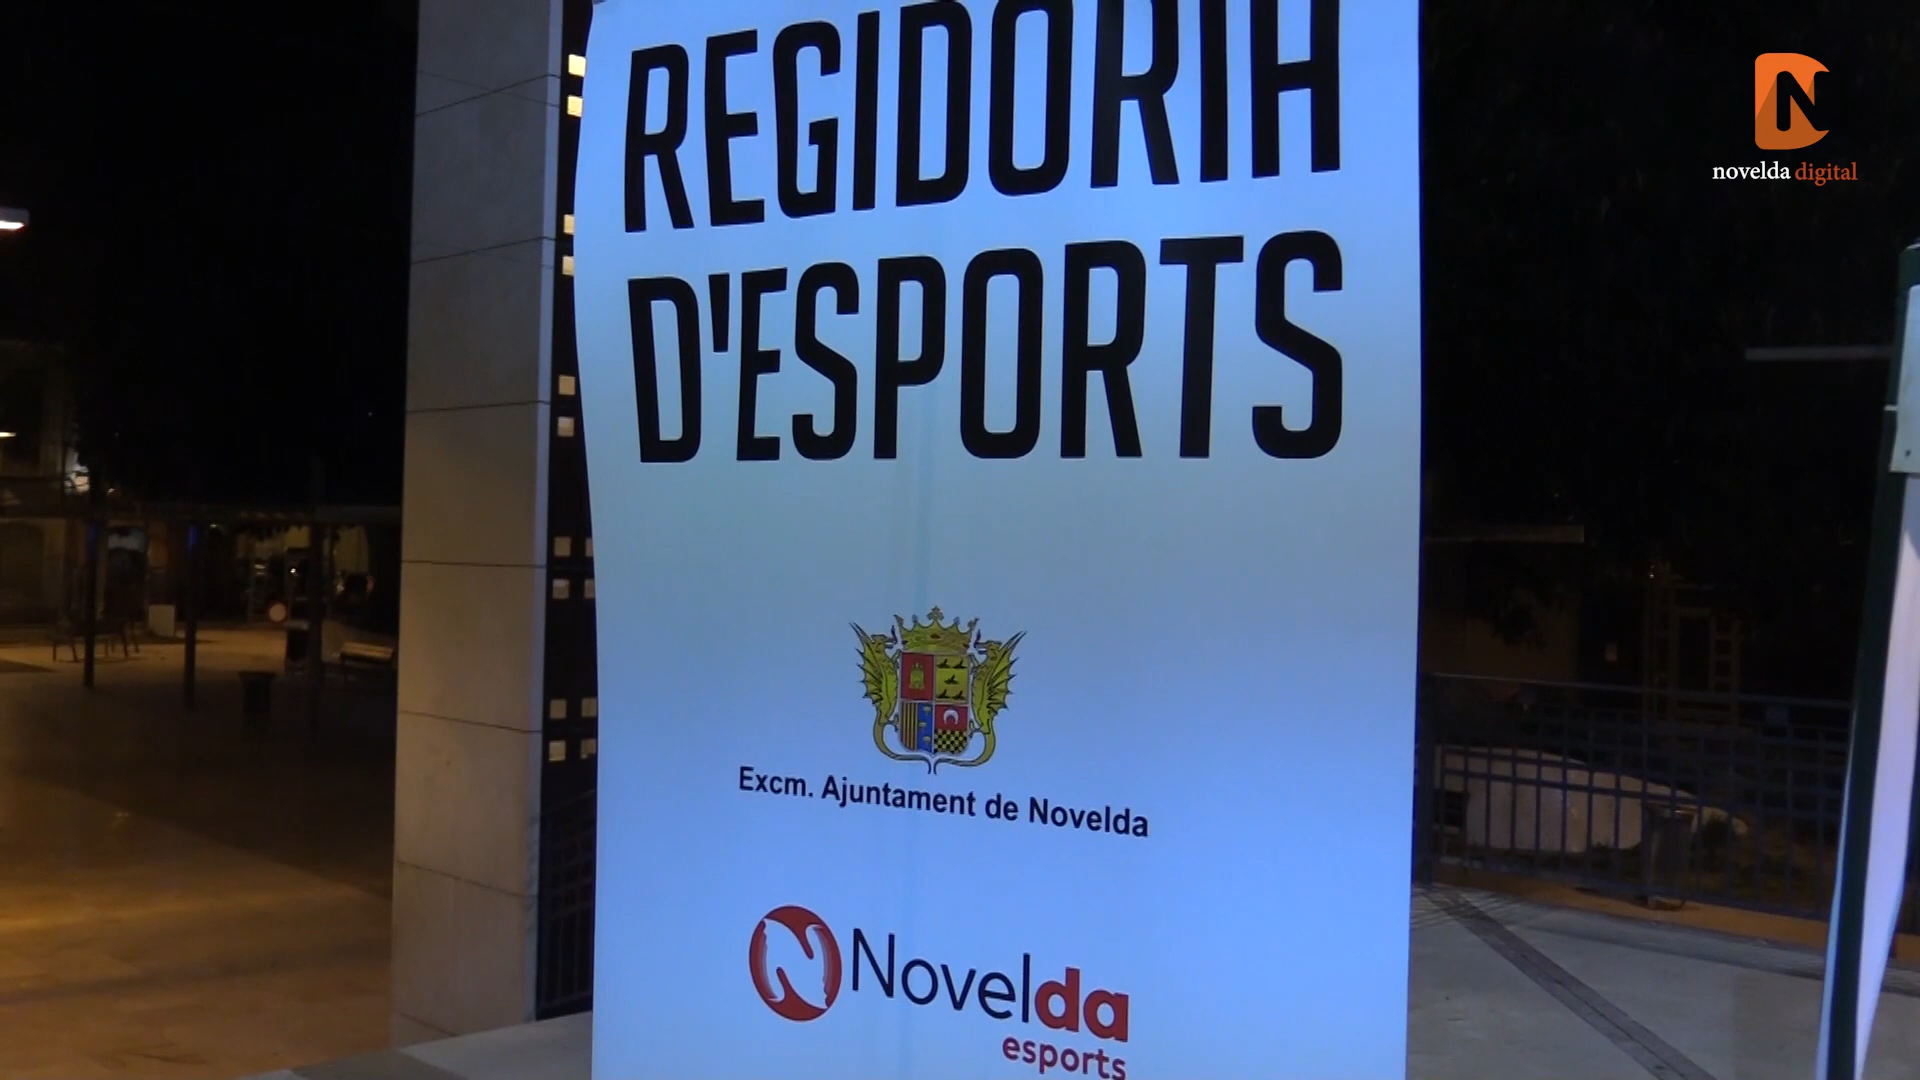 REGIDORIA
D'ESPORTS
novelda digital
Excm. Ajuntament de Novelda
Novelda
esports